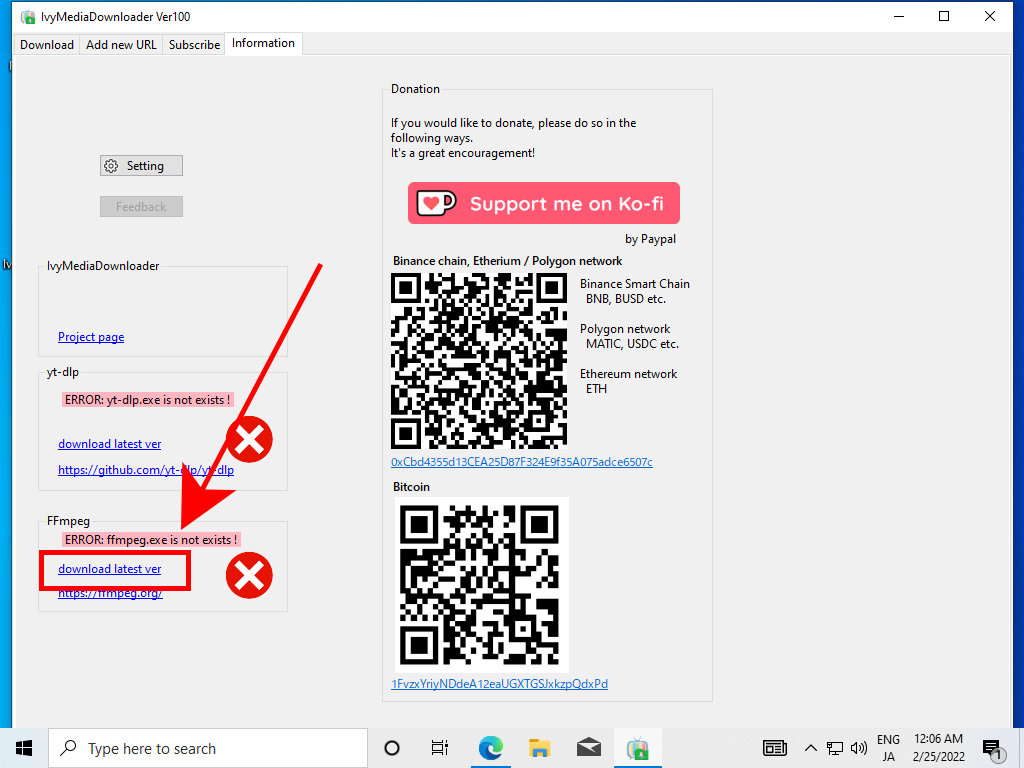 IvyMediaDownloader Ver100
Download
Add new URL
Subscribe
Information
Setting
Feedback
IvyMediaDownloader
Project page
yt-dlp
ERROR: yt-dlp.exe is not exists !
download latest ver
https://github.com/yt-dlp/yt-dlp
FFmpeg
ERROR: ffmpeg.exe is not exists !
download latest ver
https://ffmpeg.org/
Donation
If you would like to donate, please do so in the
following ways.
It's a great encouragement!
Support me on Ko-fi
by Paypal
Binance chain, Etherium / Polygon network
Binance Smart Chain
BNB, BUSD etc.
Polygon network
MATIC, USDC etc.
Ethereum network
ETH
0xCbd4355d13CEA25D87F324E9f35A075adce6507c
Bitcoin
1FvzxYriyNDdeA12eaUGXTGSJxkzpQdxPd
Type here to search
ENG
JA
12:06 AM
2/25/2022
1